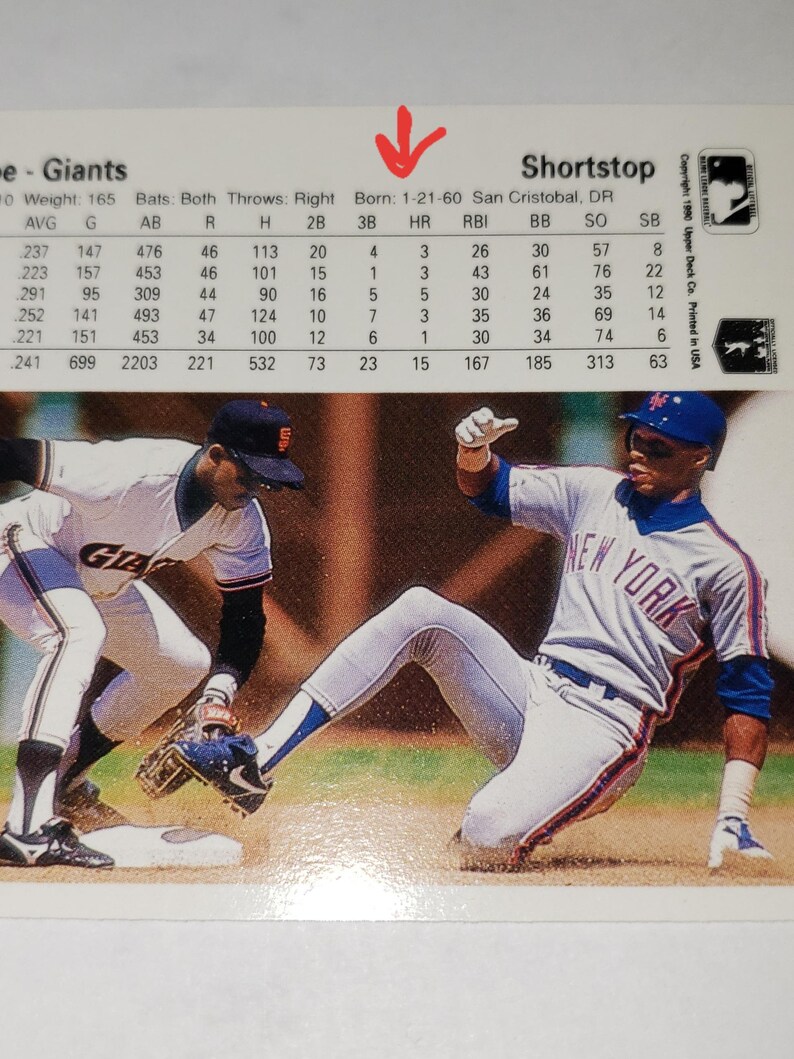 be - Giants Shortstop
10 Weight: 165 Bats: Both Throws: Right Born: 1-21-60 San Cristobal, DR
AVG G AB R H 2B 3B HR RBI BB SO SB
.237 147 476 46 113 20 4 3 26 30 57 8
.223 157 453 46 101 15 1 3 43 61 76 22
.291 95 309 44 90 16 5 5 30 24 35 12
.252 141 493 47 124 10 7 3 35 36 69 14
.221 151 453 34 100 12 6 1 30 34 74 6
.241 699 2203 221 532 73 23 15 167 185 313 63
Copyright 1990 Upper Deck Co. Printed in USA
SF
GIA
NEW YORK